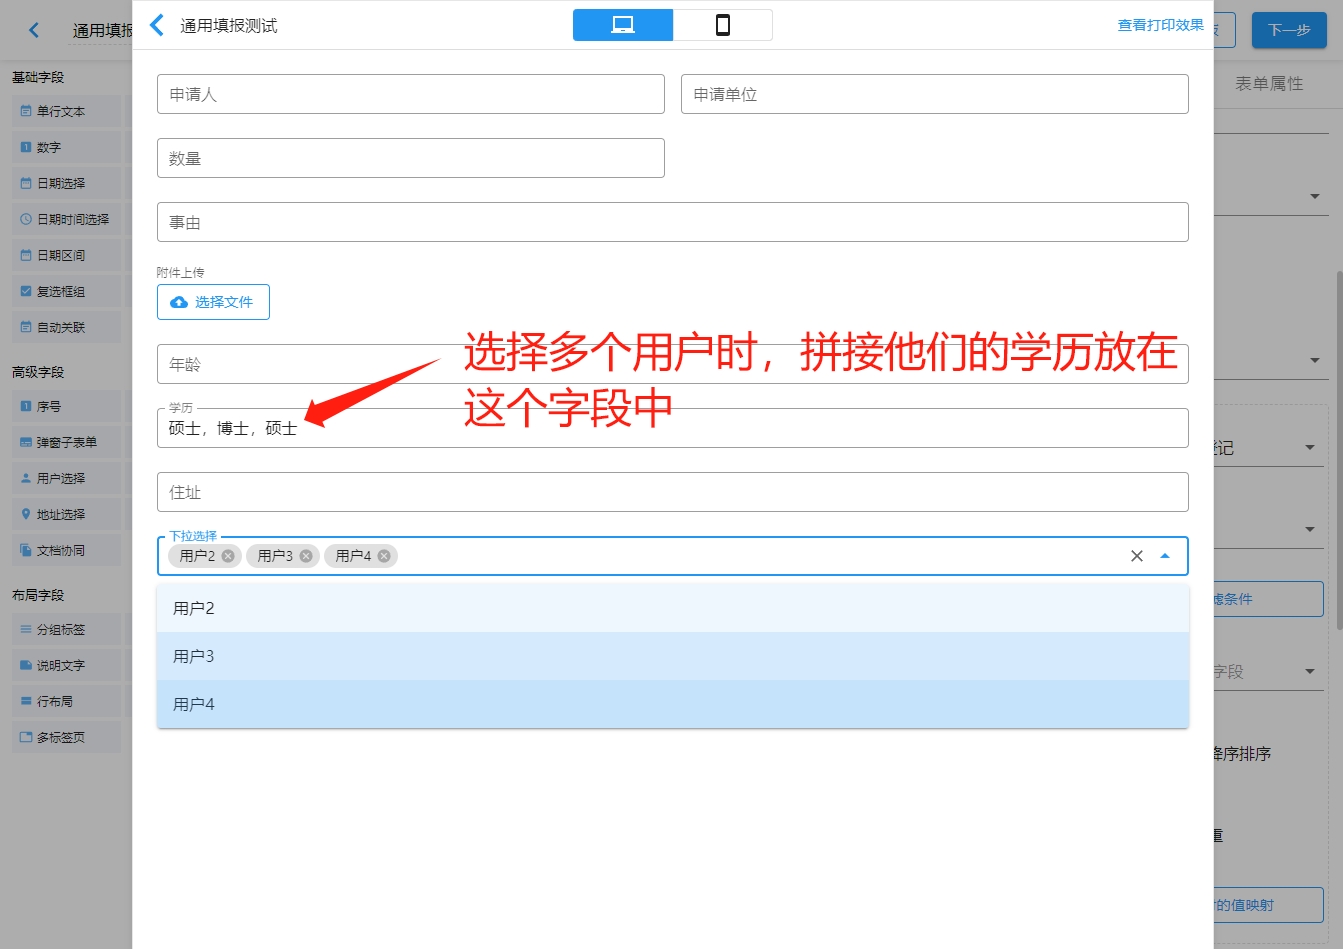 通用填报
通用填报测试
查看打印效果
下一步
基础字段
表单属性
单行文本
数字
日期选择
日期时间选择
日期区间
复选框组
自动关联
高级字段
序号
弹窗子表单
用户选择
地址选择
文档协同
布局字段
分组标签
说明文字
行布局
多标签页
申请人
申请单位
数量
事由
附件上传
选择文件
年龄
选择多个用户时，拼接他们的学历放在
这个字段中
学历
硕士，博士，硕士
住址
下拉选择
用户2 用户3 用户4
用户2
用户3
用户4
记
条件
字段
序排序
重
的值映射